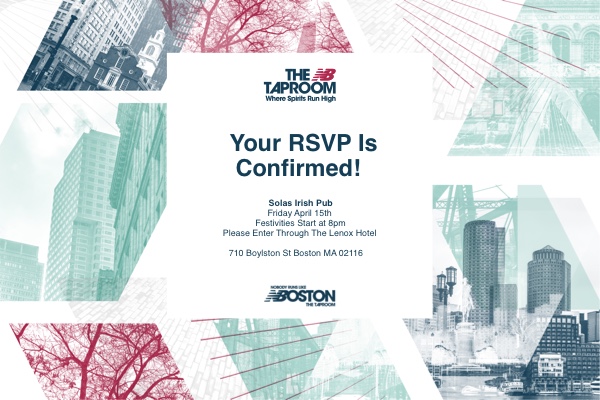 THE NB
TAPROOM
Where Spirits Run High
Your RSVP Is
Confirmed!
Solas Irish Pub
Friday April 15th
Festivities Start at 8pm
Please Enter Through The Lenox Hotel
710 Boylston St Boston MA 02116
NOBODY RUNS LIKE
BOSTON
THE TAPROOM